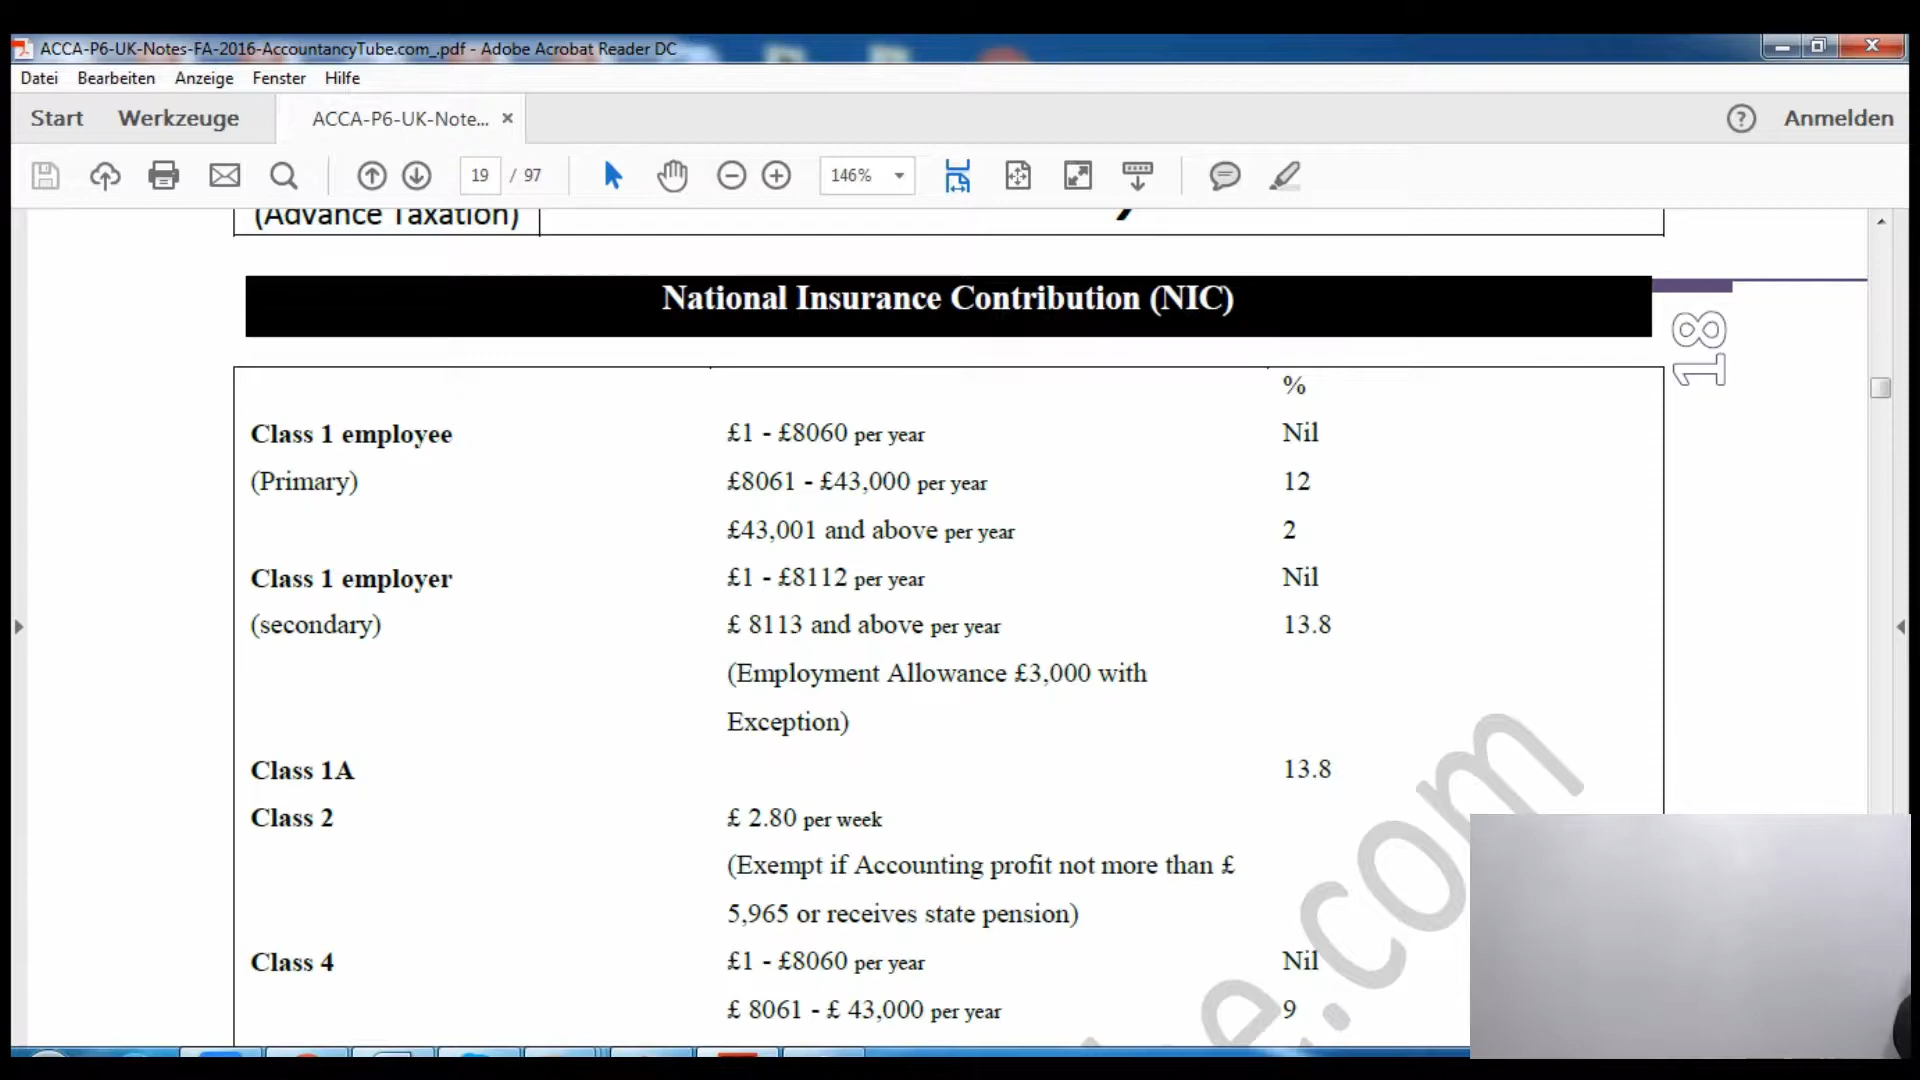 ACCA-P6-UK-Notes-FA-2016-AccountancyTube.com_.pdf - Adobe Acrobat Reader DC
Datei Bearbeiten Anzeige Fenster Hilfe
Start Werkzeuge ACCA-P6-UK-Note... × ? Anmelden
19 / 97 146%
(Advance Taxation)
National Insurance Contribution (NIC)
18
%
Class 1 employee £1 - £8060 per year Nil
(Primary) £8061 - £43,000 per year 12
£43,001 and above per year 2
Class 1 employer £1 - £8112 per year Nil
(secondary) £ 8113 and above per year 13.8
(Employment Allowance £3,000 with
Exception)
Class 1A 13.8
Class 2 £ 2.80 per week
(Exempt if Accounting profit not more than £
5,965 or receives state pension)
Class 4 £1 - £8060 per year Nil
£ 8061 - £ 43,000 per year 9
.com